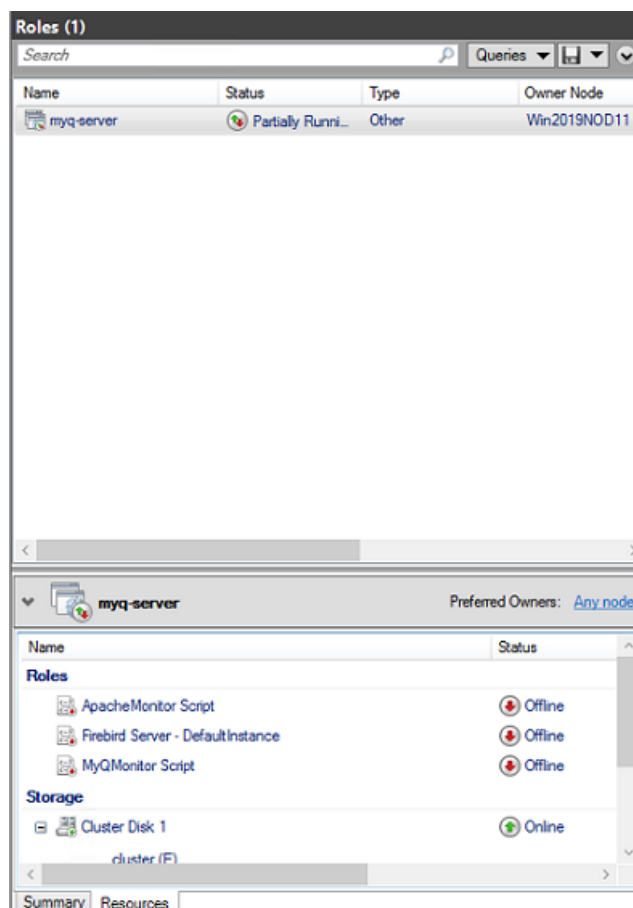 Roles (1)
Search
Queries
Name Status Type Owner Node
myq-server Partially Runni... Other Win2019NOD11
myq-server Preferred Owners: Any node
Name Status
Roles
ApacheMonitor Script Offline
Firebird Server - DefaultInstance Offline
MyQMonitor Script Offline
Storage
Cluster Disk 1 Online
cluster (E)
Summary Resources